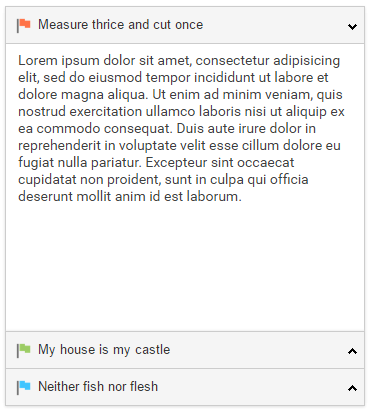 Measure thrice and cut once
Lorem ipsum dolor sit amet, consectetur adipisicing
elit, sed do eiusmod tempor incididunt ut labore et
dolore magna aliqua. Ut enim ad minim veniam, quis
nostrud exercitation ullamco laboris nisi ut aliquip ex
ea commodo consequat. Duis aute irure dolor in
reprehenderit in voluptate velit esse cillum dolore eu
fugiat nulla pariatur. Excepteur sint occaecat
cupidatat non proident, sunt in culpa qui officia
deserunt mollit anim id est laborum.
My house is my castle
Neither fish nor flesh